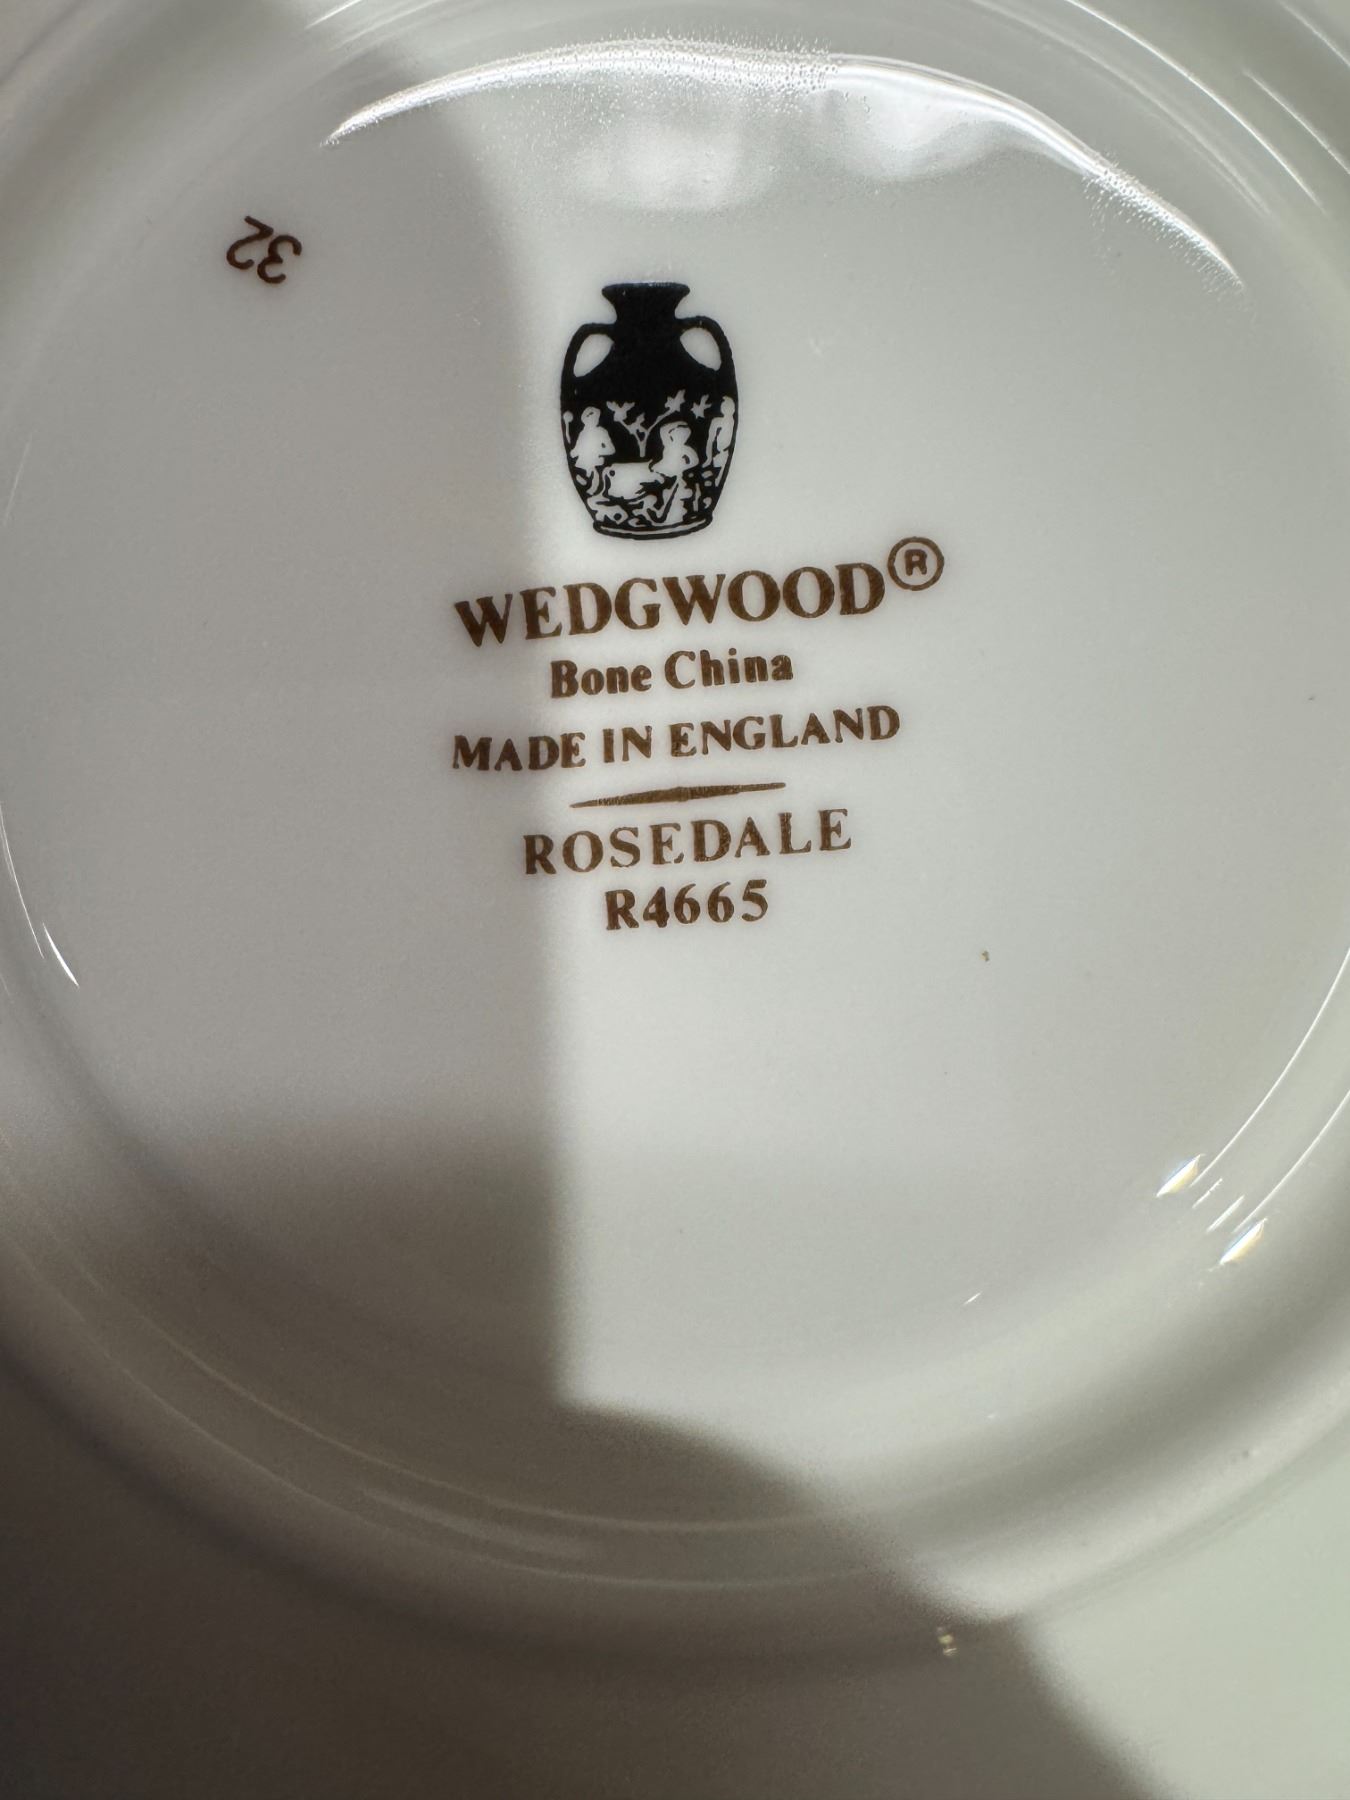 32
WEDGWOOD®
Bone China
MADE IN ENGLAND
ROSEDALE
R4665